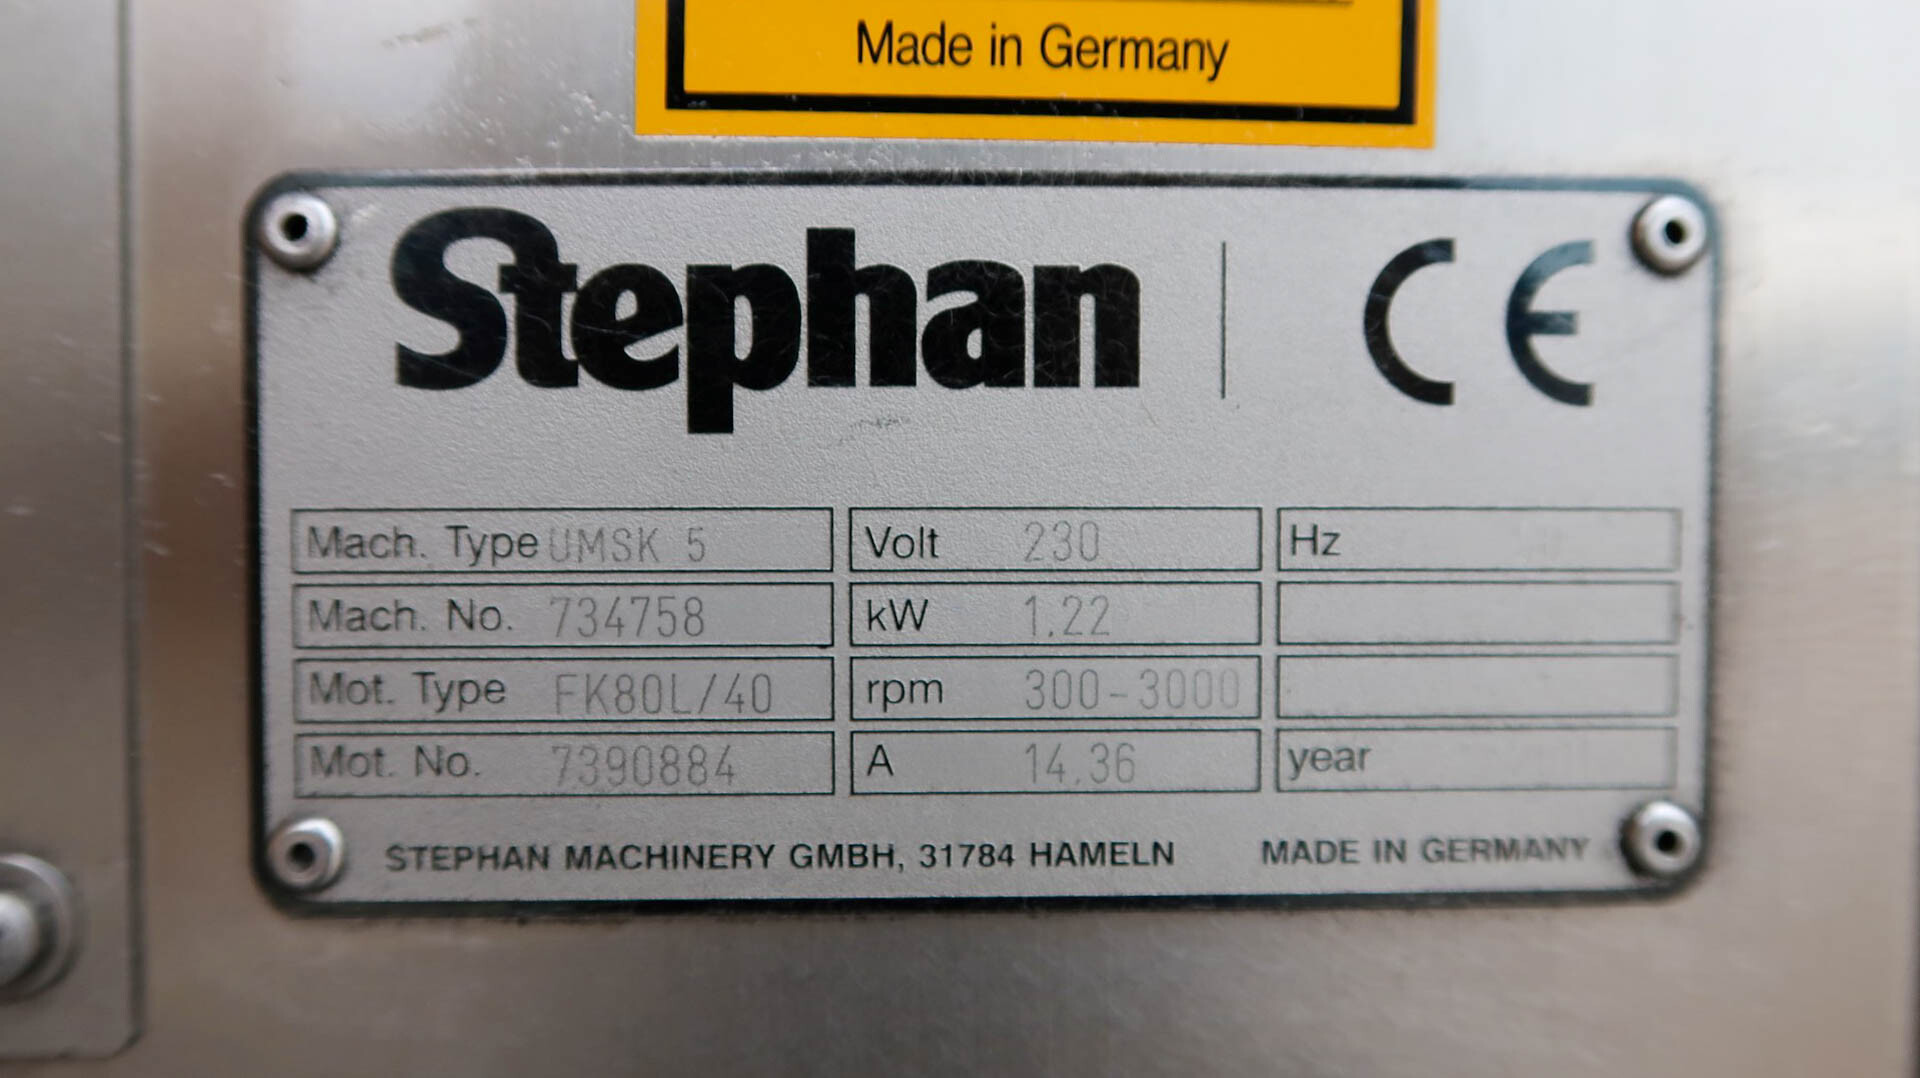 Made in Germany
Stephan CE
Mach. Type UMSK 5 Volt 230 Hz
Mach. No. 734758 kW 1.22
Mot. Type FK80L/40 rpm 300-3000
Mot. No. 7390884 A 14.36 year
STEPHAN MACHINERY GMBH, 31784 HAMELN MADE IN GERMANY